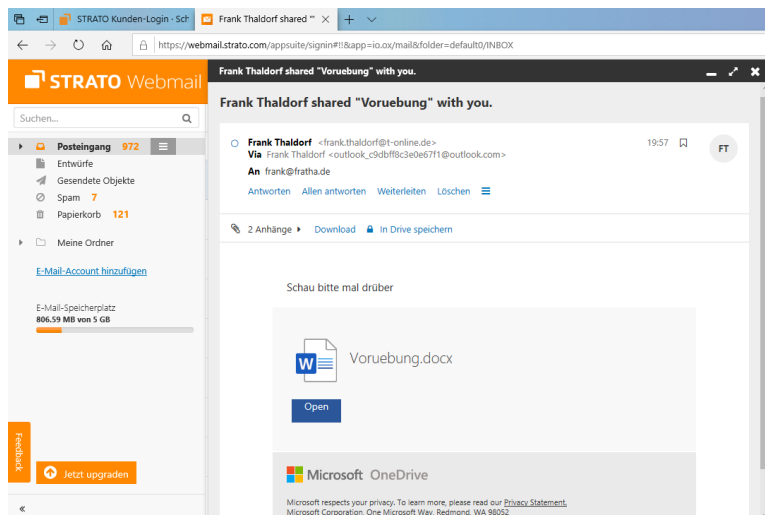 STRATO Kunden-Login · Sch
Frank Thaldorf shared "
https://webmail.strato.com/appsuite/signin#!!&app=io.ox/mail&folder=default0/INBOX
STRATO Webmail
Frank Thaldorf shared "Voruebung" with you.
Suchen...
Frank Thaldorf shared "Voruebung" with you.
Posteingang 972
Entwürfe
Gesendete Objekte
Spam 7
Papierkorb 121
Meine Ordner
E-Mail-Account hinzufügen
E-Mail-Speicherplatz
806.59 MB von 5 GB
Feedback
Jetzt upgraden
«
Frank Thaldorf <frank.thaldorf@t-online.de>
19:57
FT
Via Frank Thaldorf <outlook_c9dbff8c3e0e67f1@outlook.com>
An frank@fratha.de
Antworten Allen antworten Weiterleiten Löschen
2 Anhänge Download In Drive speichern
Schau bitte mal drüber
W
Voruebung.docx
Open
Microsoft OneDrive
Microsoft respects your privacy. To learn more, please read our Privacy Statement.
Microsoft Corporation, One Microsoft Way, Redmond, WA 98052